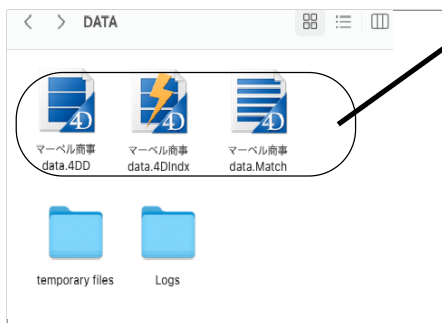 DATA
4D
4D
4D
マーベル商事
data.4DD
マーベル商事
data.4DIndx
マーベル商事
data.Match
temporary files
Logs